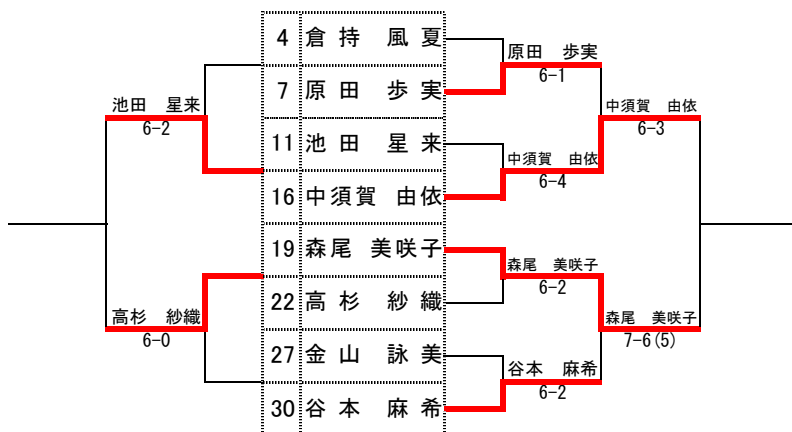 4 倉持 風夏
原田 歩実
6-1
7 原田 歩実
池田 星来
6-2
中須賀 由依
6-3
11 池田 星来
中須賀 由依
6-4
16 中須賀 由依
19 森尾 美咲子
森尾 美咲子
6-2
22 高杉 紗織
高杉 紗織
6-0
森尾 美咲子
7-6(5)
27 金山 詠美
谷本 麻希
6-2
30 谷本 麻希